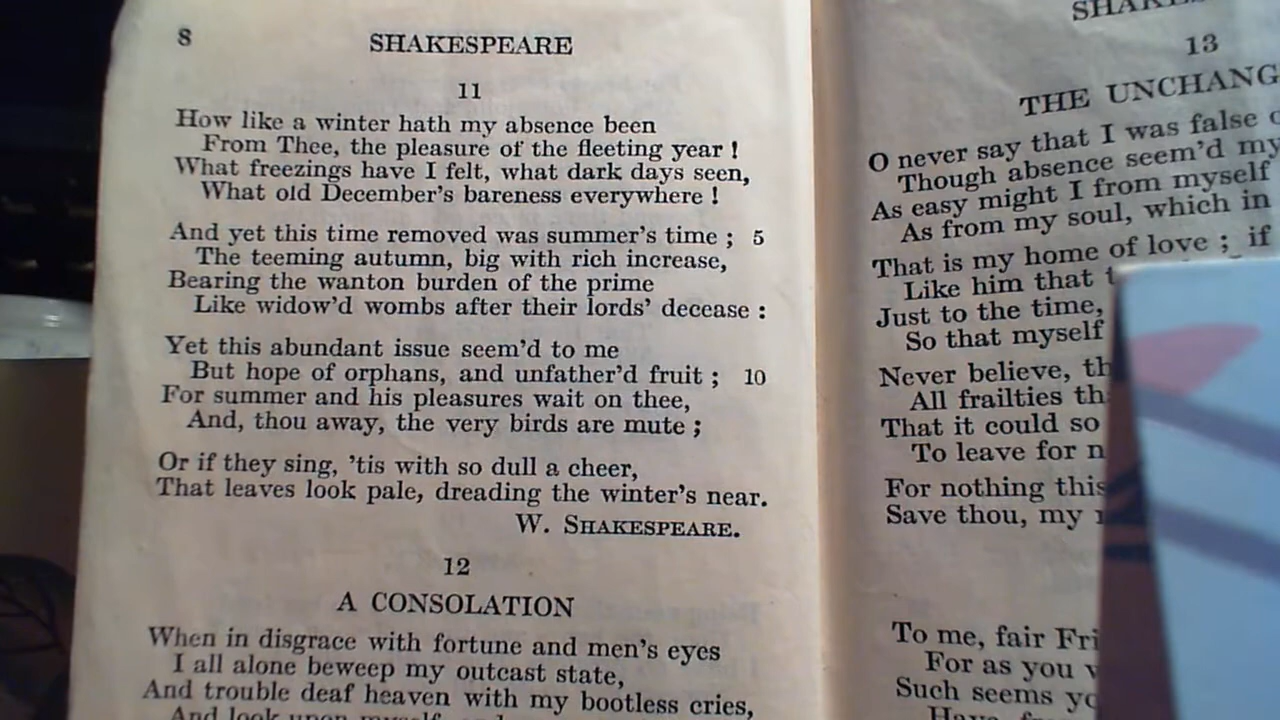 8 SHAKESPEARE
11
How like a winter hath my absence been
From Thee, the pleasure of the fleeting year !
What freezings have I felt, what dark days seen,
What old December's bareness everywhere !
And yet this time removed was summer's time ; 5
The teeming autumn, big with rich increase,
Bearing the wanton burden of the prime
Like widow'd wombs after their lords' decease :
Yet this abundant issue seem'd to me
But hope of orphans, and unfather'd fruit ; 10
For summer and his pleasures wait on thee,
And, thou away, the very birds are mute ;
Or if they sing, 'tis with so dull a cheer,
That leaves look pale, dreading the winter's near.
W. SHAKESPEARE.
12
A CONSOLATION
When in disgrace with fortune and men's eyes
I all alone beweep my outcast state,
And trouble deaf heaven with my bootless cries,
And look upon myself
13
THE
O never say that I was false
Though absence seem'd my
As easy might I from myself
As from my soul, which in
That is my home of love ; if
Like him that
Just to the time,
So that myself
Never believe,
All frailties
That it could so
To leave for
For nothing this
Save thou, my
To me, fair
For as you
Such seems